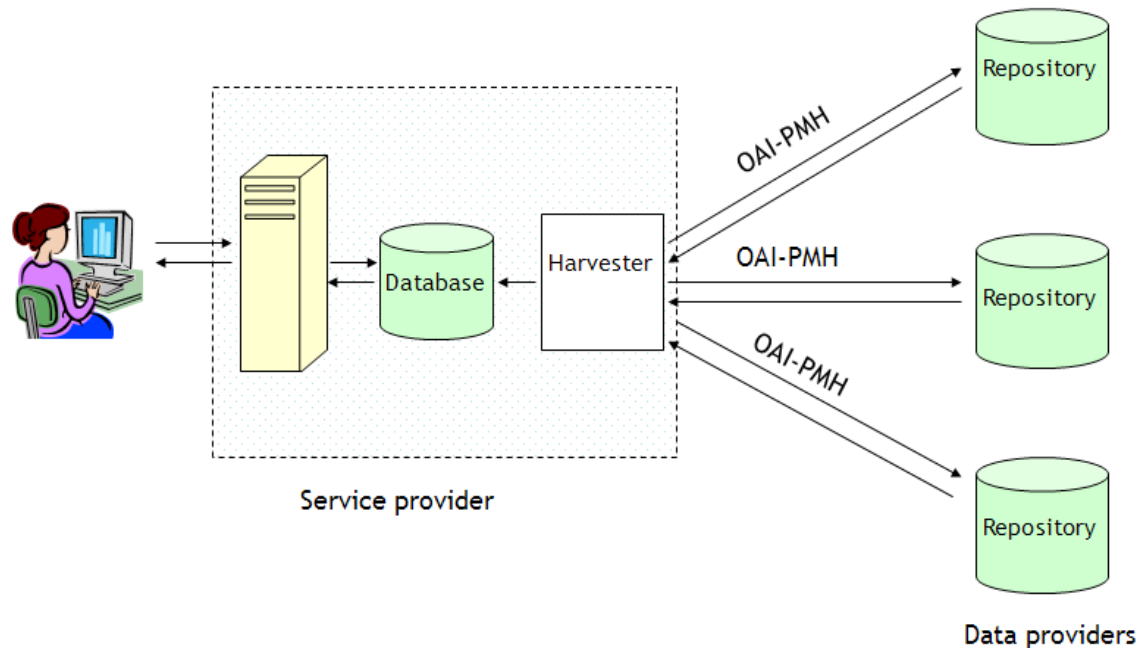 Repository
OAI-PMH
Harvester
OAI-PMH
Database
Repository
OAI-PMH
Service provider
Repository
Data providers